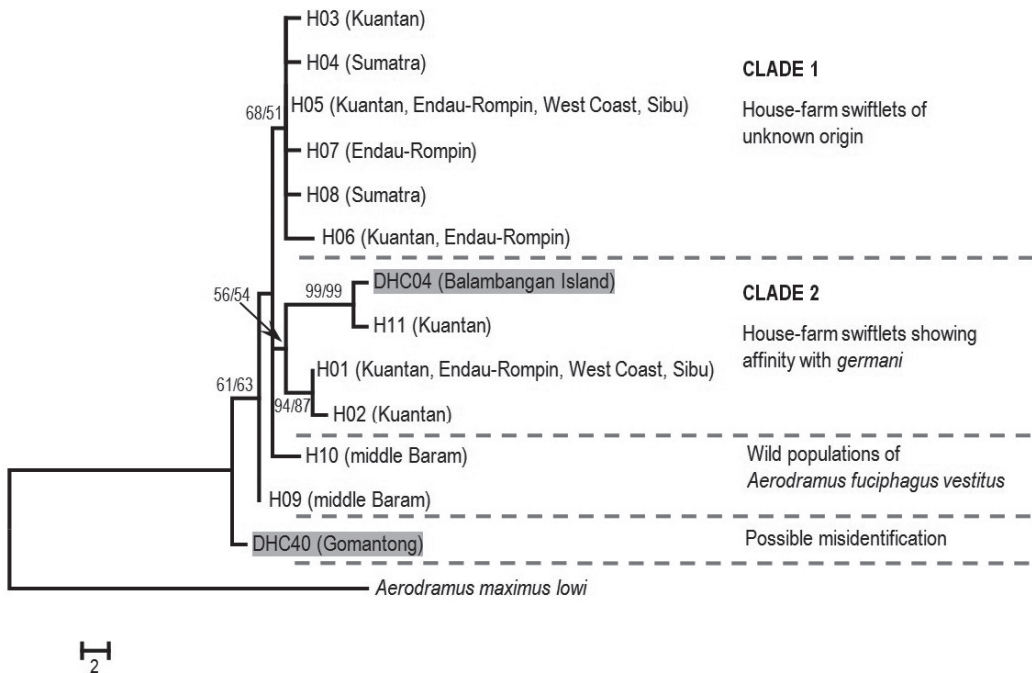 H03 (Kuantan)
H04 (Sumatra)
CLADE 1
68/51
H05 (Kuantan, Endau-Rompin, West Coast, Sibu)
House-farm swiftlets of
unknown origin
H07 (Endau-Rompin)
H08 (Sumatra)
H06 (Kuantan, Endau-Rompin)
DHC04 (Balambangan Island)
CLADE 2
99/99
56/54
H11 (Kuantan)
House-farm swiftlets showing
affinity with germani
H01 (Kuantan, Endau-Rompin, West Coast, Sibu)
61/63
94/87
H02 (Kuantan)
H10 (middle Baram)
Wild populations of
Aerodramus fuciphagus vestitus
H09 (middle Baram)
DHC40 (Gomantong)
Possible misidentification
Aerodramus maximus lowi
2